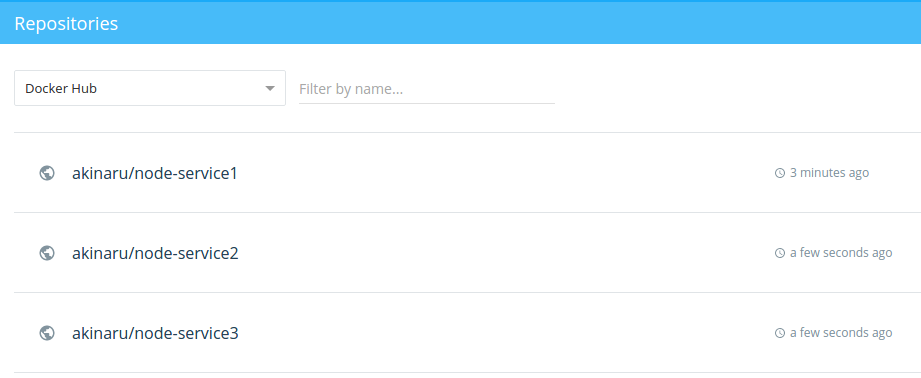 Repositories
Docker Hub
Filter by name...
akinaru/node-service1
3 minutes ago
akinaru/node-service2
a few seconds ago
akinaru/node-service3
a few seconds ago